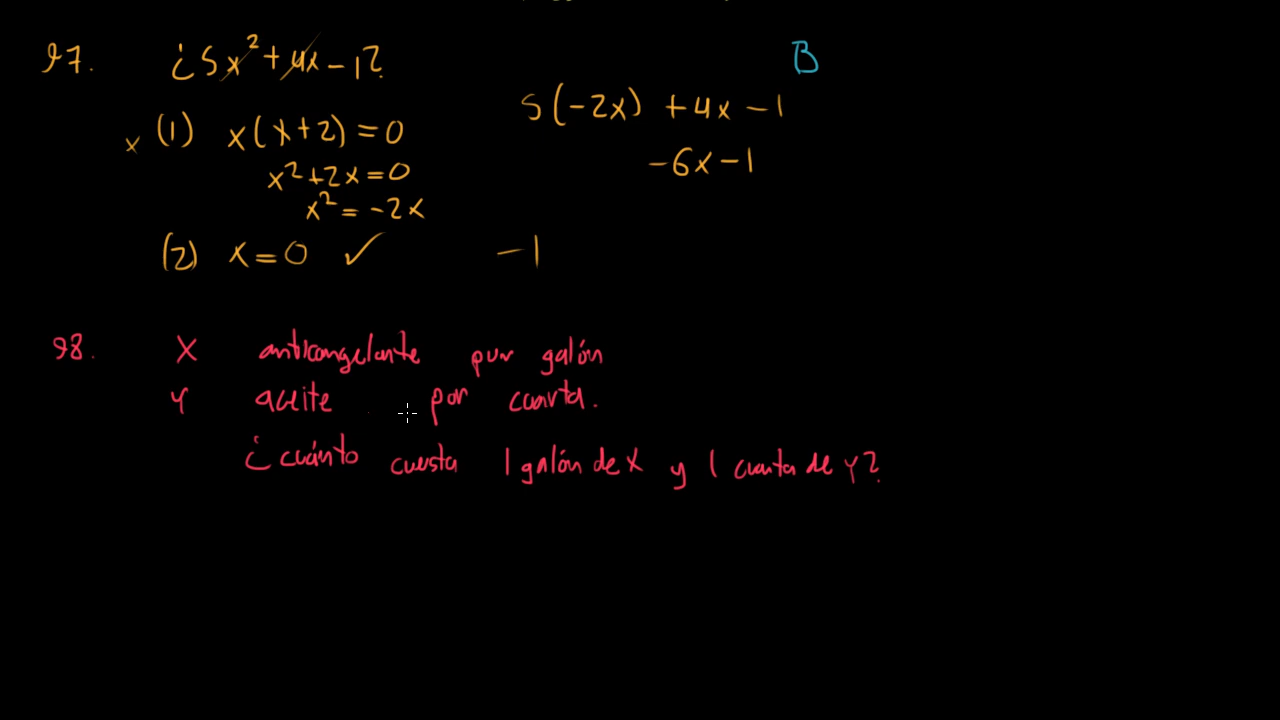 97. ¿5x² + 4x - 1?
B
5(-2x) + 4x - 1
x (1) x(x+2) = 0
-6x - 1
x² + 2x = 0
x² = -2x
(2) x = 0 ✓ -1
98. X anticongelante por galón
Y aceite por cuarta.
¿cuánto cuesta 1 galón de X y 1 cuarta de Y?